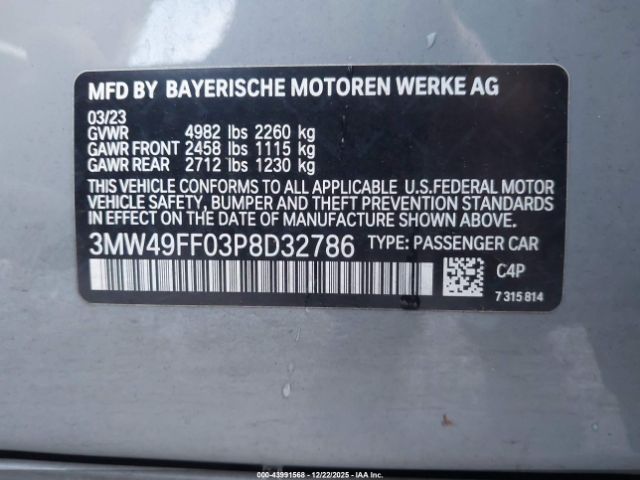 MFD BY BAYERISCHE MOTOREN WERKE AG
03/23
GVWR 4982 lbs 2260 kg
GAWR FRONT 2458 lbs 1115 kg
GAWR REAR 2712 lbs 1230 kg
THIS VEHICLE CONFORMS TO ALL APPLICABLE U.S.FEDERAL MOTOR
VEHICLE SAFETY, BUMPER AND THEFT PREVENTION STANDARDS
IN EFFECT ON THE DATE OF MANUFACTURE SHOWN ABOVE.
3MW49FF03P8D32786 TYPE: PASSENGER CAR
C4P
7 315 814
000-43991568 - 12/22/2025 - IAAI.COM